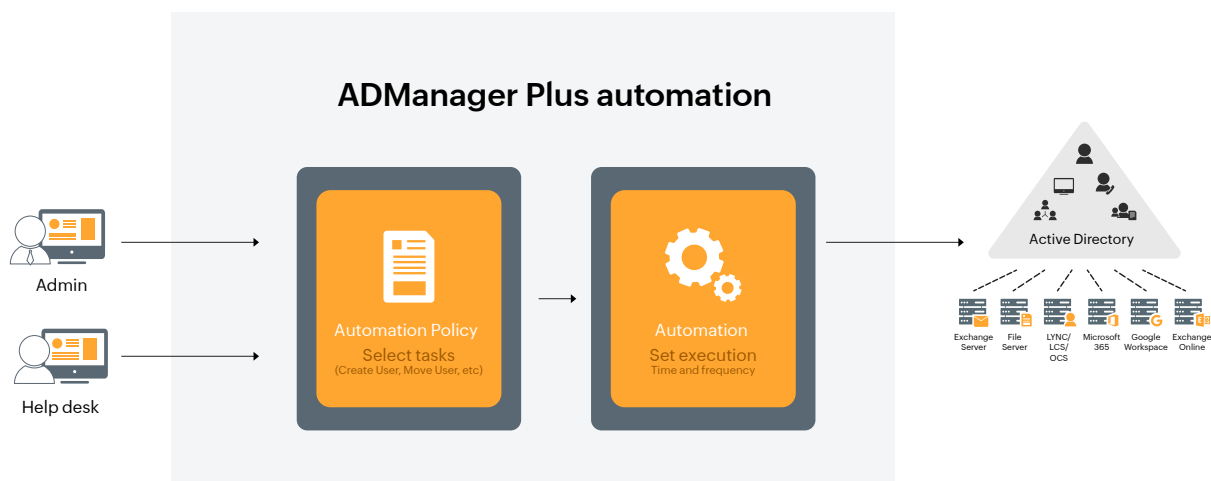 ADManager Plus automation
Admin
Help desk
Automation Policy
Select tasks
(Create User, Move User, etc)
Automation
Set execution
Time and frequency
Active Directory
Exchange
Server
File
Server
LYNC/
LCS/
OCS
Microsoft
365
Google
Workspace
Exchange
Online